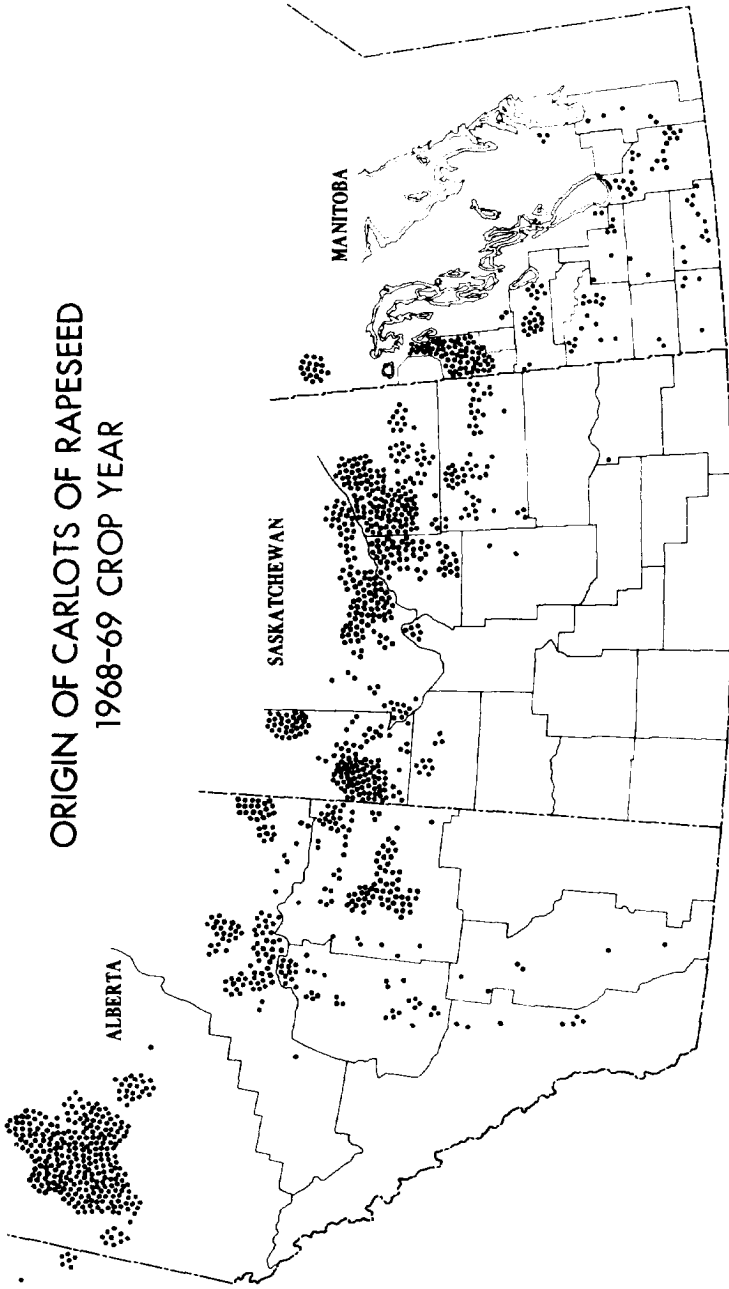 ORIGIN OF CARLOTS OF RAPESEED
1968-69 CROP YEAR
ALBERTA
SASKATCHEWAN
MANITOBA